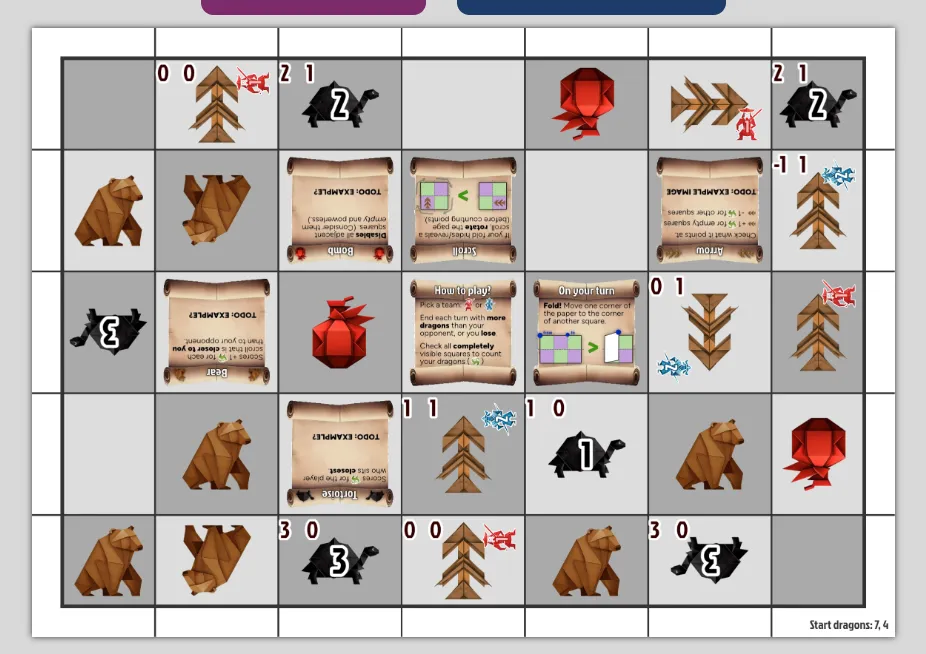 0 0
2 1
2
2 1
2
Bomb
Disables all adjacent
squares. (Consider them
empty and powerless.)
TODO: EXAMPLE?
Scroll
If your fold hides/reveals a
scroll, rotate the page
(before counting points)
>
Arrow
Check what it points at.
+1 for empty squares
-1 for other squares
TODO: EXAMPLE IMAGE
-1 1
3
Bear
Scores +1 for each
scroll that is closer to you
than to your opponent.
TODO: EXAMPLE?
How to play?
Pick a team: or
End each turn with more
dragons than your
opponent, or you lose.
Check all completely
visible squares to count
your dragons ( )
On your turn
Fold! Move one corner of
the paper to the corner
of another square.
>
0 1
Tortoise
Scores for the player
who sits closest.
TODO: EXAMPLE?
1 1
1 0
1
3 0
3
0 0
3 0
3
Start dragons: 7, 4